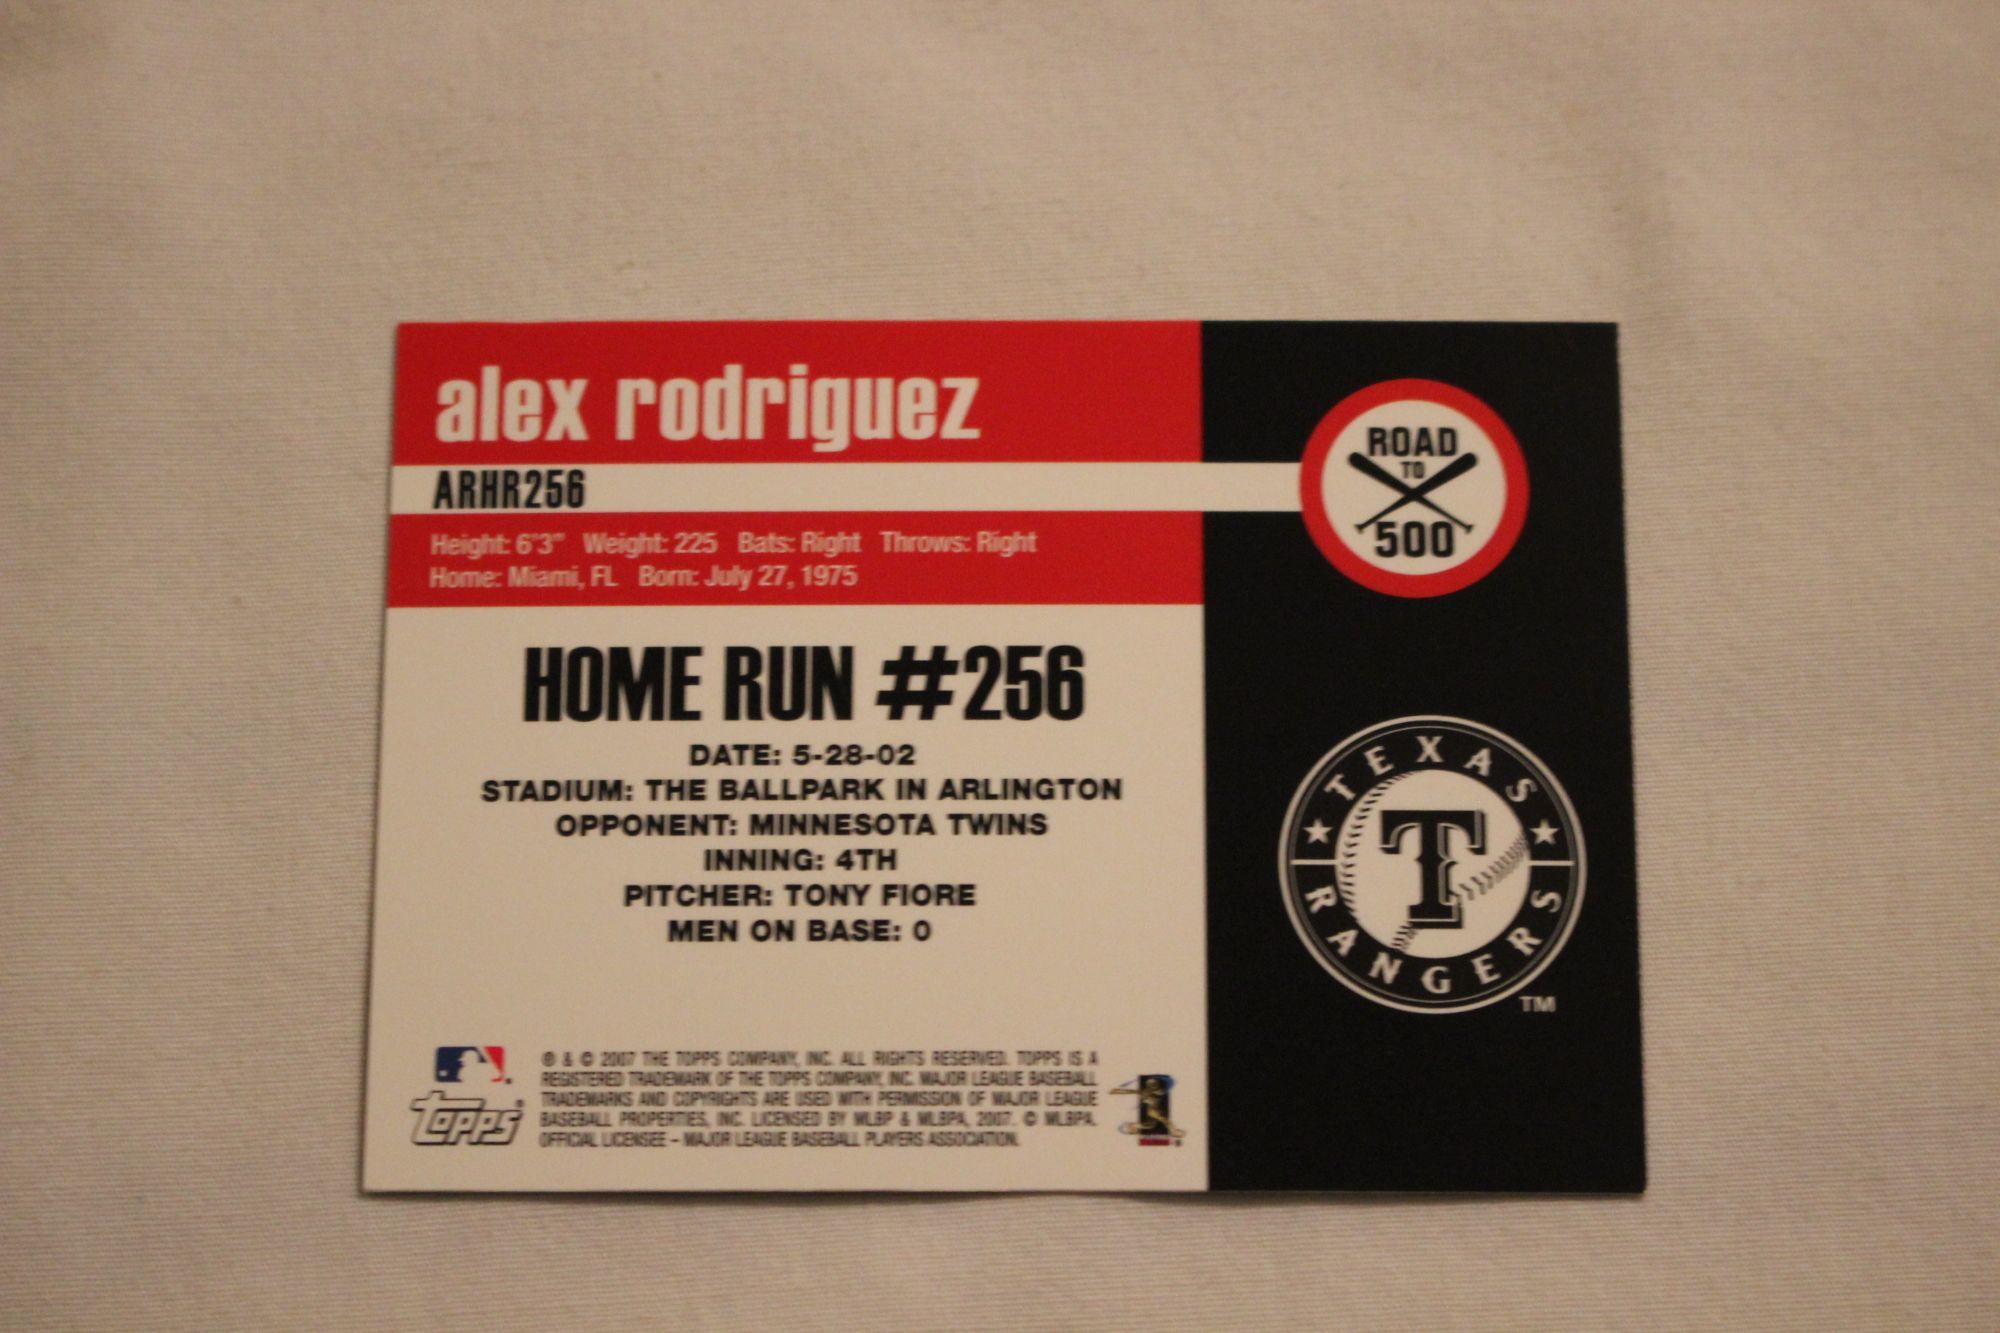 alex rodriguez
ARHR256
Height: 6'3" Weight: 225 Bats: Right Throws: Right
Home: Miami, FL Born: July 27, 1975
ROAD
TO
500
HOME RUN #256
DATE: 5-28-02
STADIUM: THE BALLPARK IN ARLINGTON
OPPONENT: MINNESOTA TWINS
INNING: 4TH
PITCHER: TONY FIORE
MEN ON BASE: 0
TEXAS
T
RANGERS
TM
topps®
® & © 2007 THE TOPPS COMPANY, INC. ALL RIGHTS RESERVED. TOPPS IS A
REGISTERED TRADEMARK OF THE TOPPS COMPANY, INC. MAJOR LEAGUE BASEBALL
TRADEMARKS AND COPYRIGHTS ARE USED WITH PERMISSION OF MAJOR LEAGUE
BASEBALL PROPERTIES, INC. LICENSED BY MLBP & MLBPA, 2007. © MLBPA.
OFFICIAL LICENSEE – MAJOR LEAGUE BASEBALL PLAYERS ASSOCIATION.